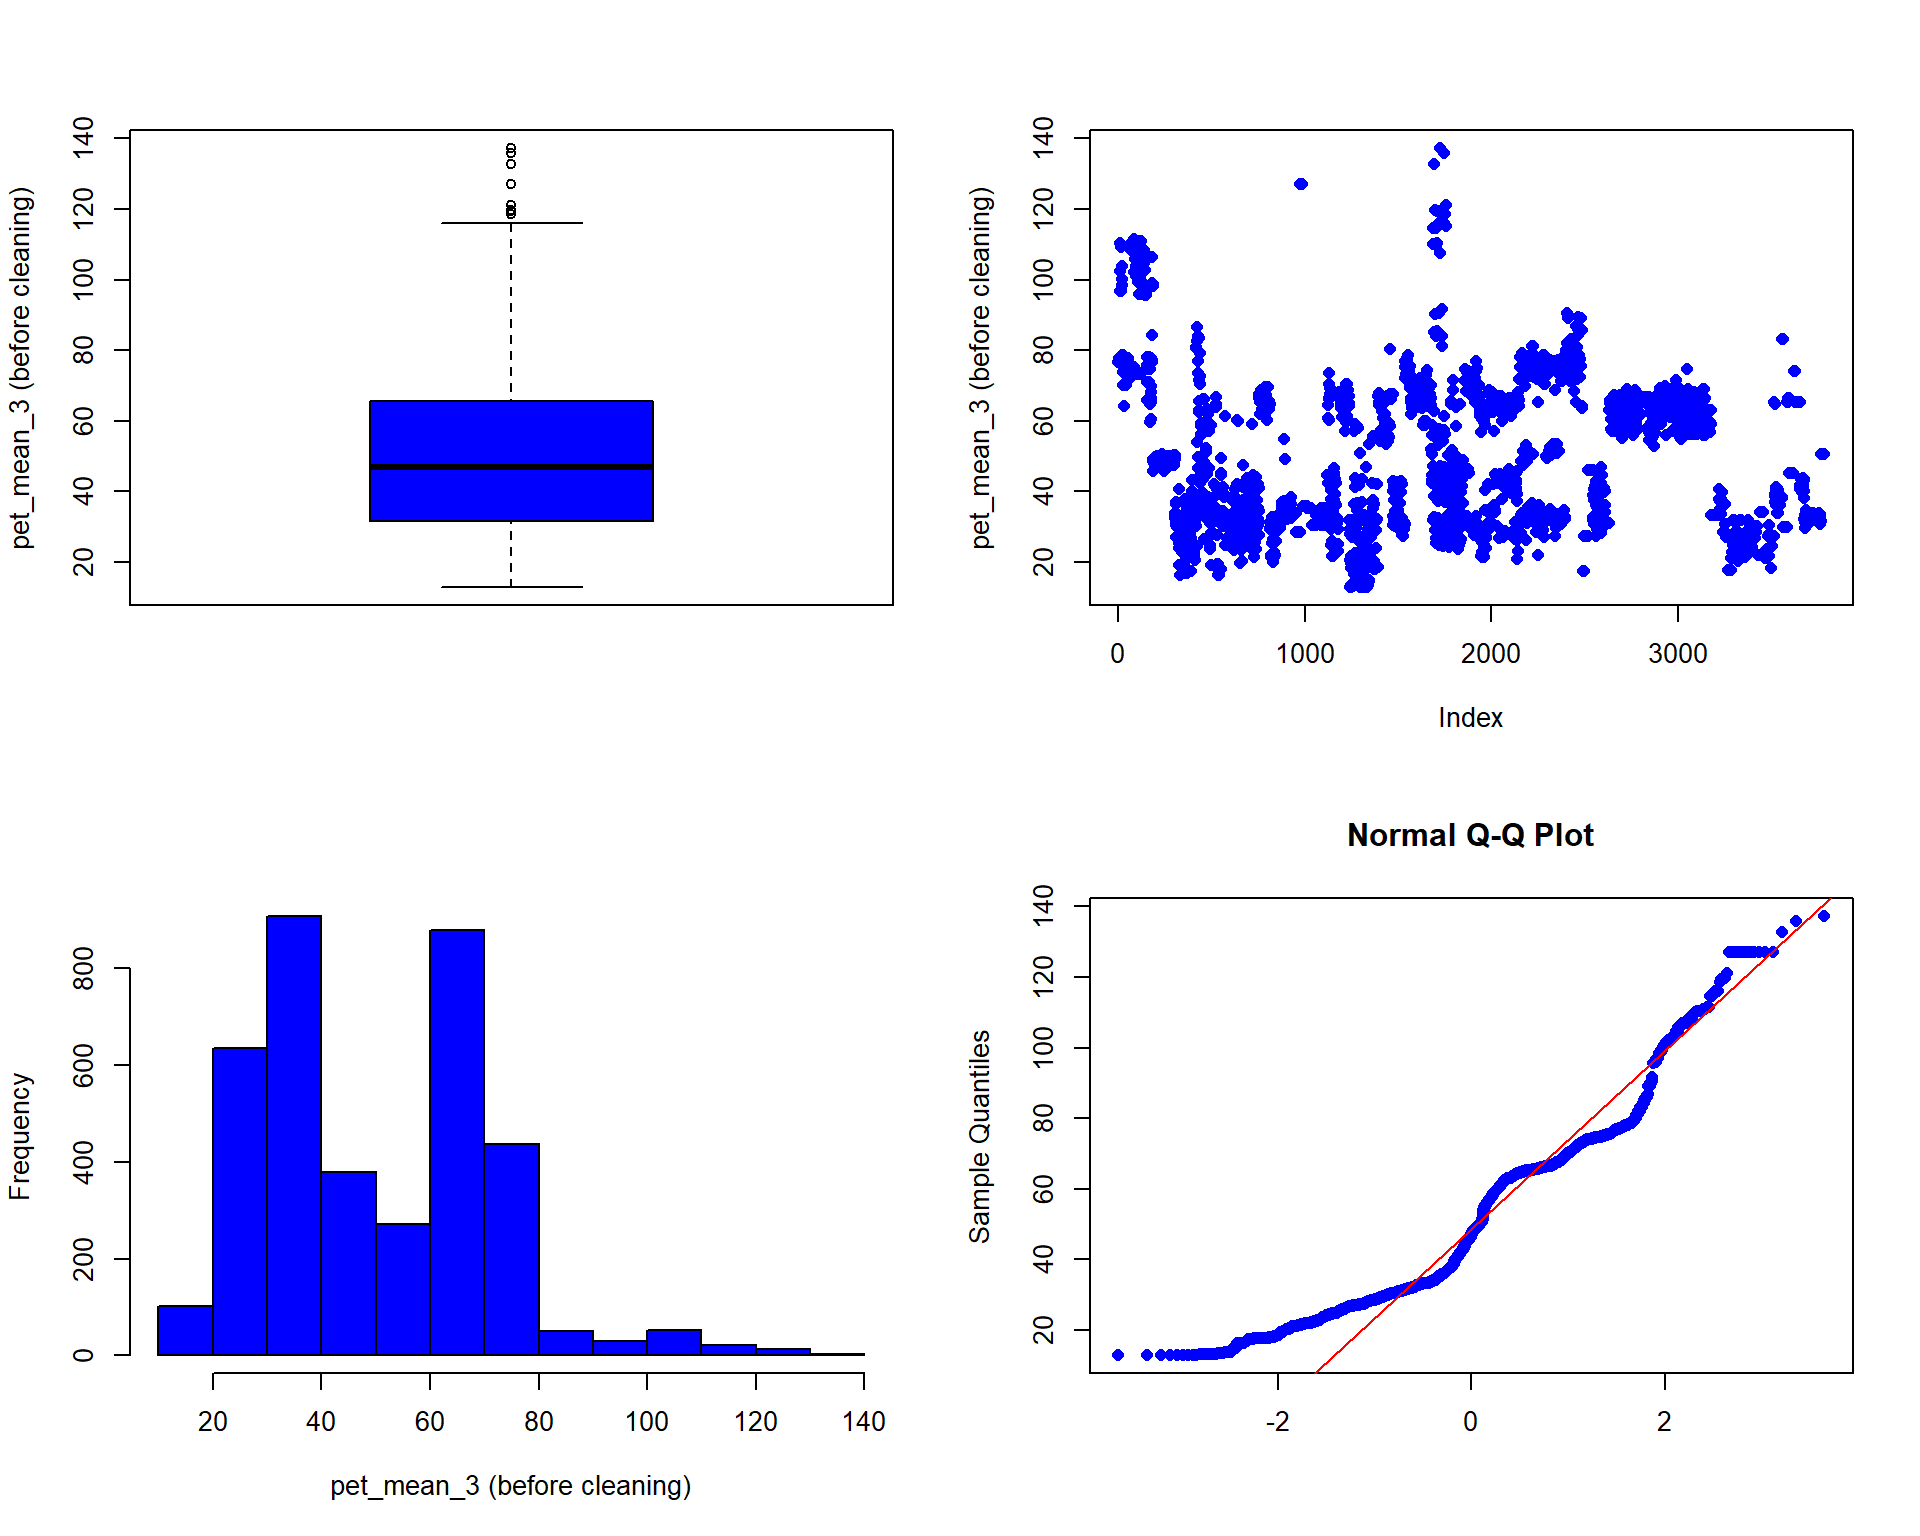 pet_mean_3 (before cleaning)
20 40 60 80 100 120 140
pet_mean_3 (before cleaning)
20 40 60 80 100 120 140
0 1000 2000 3000
Index
Frequency
0 200 400 600 800
20 40 60 80 100 120 140
pet_mean_3 (before cleaning)
Normal Q-Q Plot
Sample Quantiles
20 40 60 80 100 120 140
-2 0 2